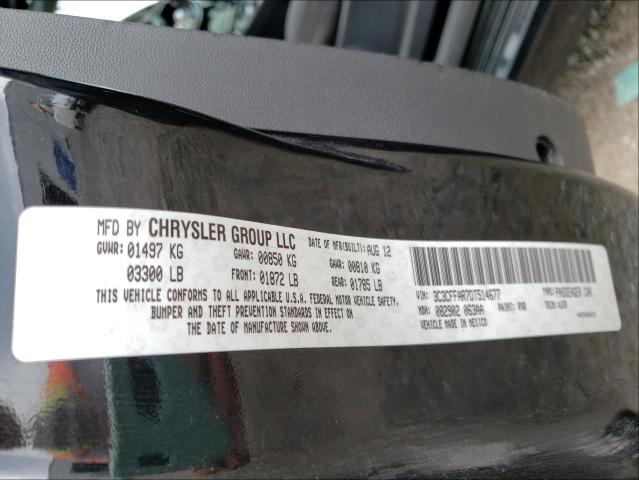 MFD BY CHRYSLER GROUP LLC
DATE OF MFR(BUILT): AUG 12
GVWR: 01497 KG
GAWR: 00850 KG
GAWR: 00810 KG
03300 LB
FRONT: 01872 LB
REAR: 01785 LB
THIS VEHICLE CONFORMS TO ALL APPLICABLE U.S.A. FEDERAL MOTOR VEHICLE SAFETY,
BUMPER AND THEFT PREVENTION STANDARDS IN EFFECT ON
THE DATE OF MANUFACTURE SHOWN ABOVE.
VIN: 3C3CFFAR7DT514677
TYPE: PASSENGER CAR
MDH: 082902 063AA
PAINT:
TRIM:
VEHICLE MADE IN MEXICO